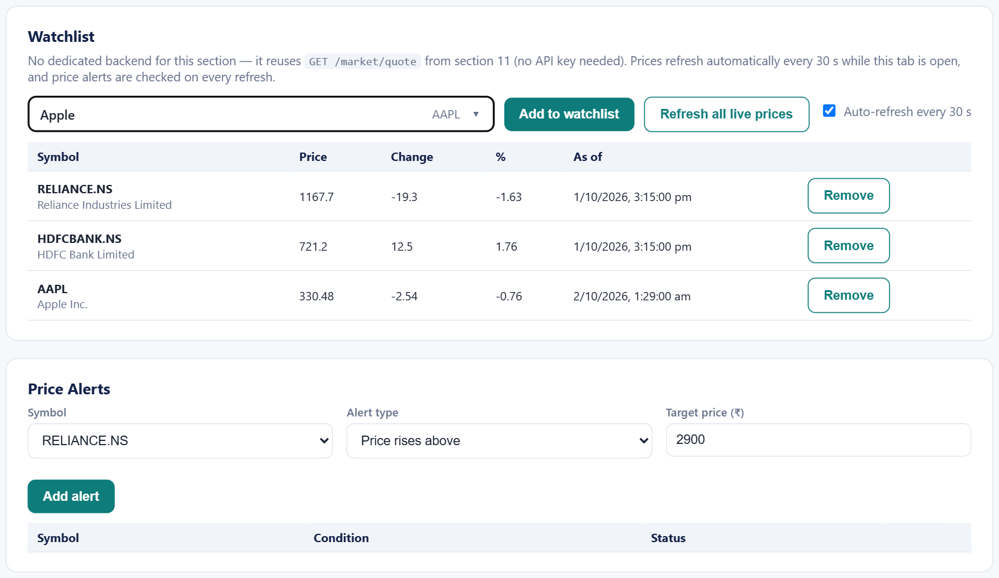 Watchlist
No dedicated backend for this section — it reuses GET /market/quote from section 11 (no API key needed). Prices refresh automatically every 30 s while this tab is open,
and price alerts are checked on every refresh.
Apple AAPL ▼ Add to watchlist Refresh all live prices Auto-refresh every 30 s
Symbol Price Change % As of
RELIANCE.NS
Reliance Industries Limited
1167.7 -19.3 -1.63 1/10/2026, 3:15:00 pm Remove
HDFCBANK.NS
HDFC Bank Limited
721.2 12.5 1.76 1/10/2026, 3:15:00 pm Remove
AAPL
Apple Inc.
330.48 -2.54 -0.76 2/10/2026, 1:29:00 am Remove
Price Alerts
Symbol Alert type Target price (₹)
RELIANCE.NS Price rises above 2900
Add alert
Symbol Condition Status